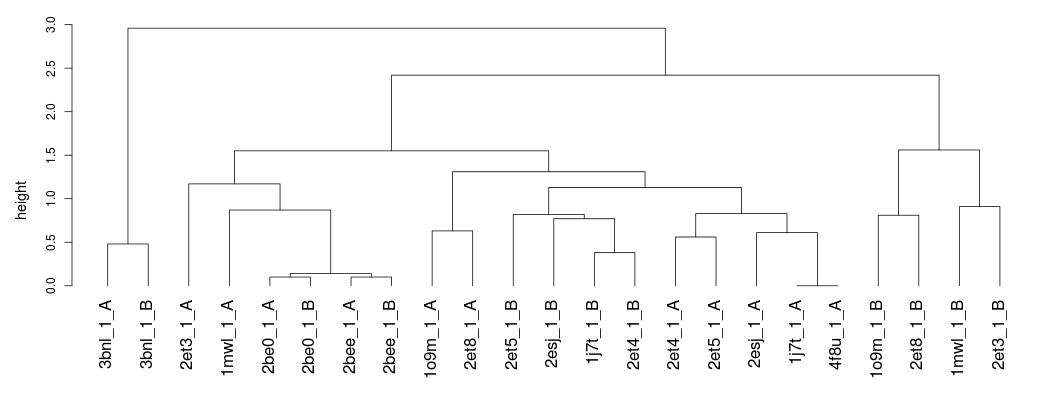 height
3.0
2.5
2.0
1.5
1.0
0.5
0.0
3bnl_1_A
3bnl_1_B
2et3_1_A
1mwl_1_A
2be0_1_A
2be0_1_B
2bee_1_A
2bee_1_B
1o9m_1_A
2et8_1_A
2et5_1_B
2esj_1_B
1j7t_1_B
2et4_1_B
2et4_1_A
2et5_1_A
2esj_1_A
1j7t_1_A
4f8u_1_A
1o9m_1_B
2et8_1_B
1mwl_1_B
2et3_1_B